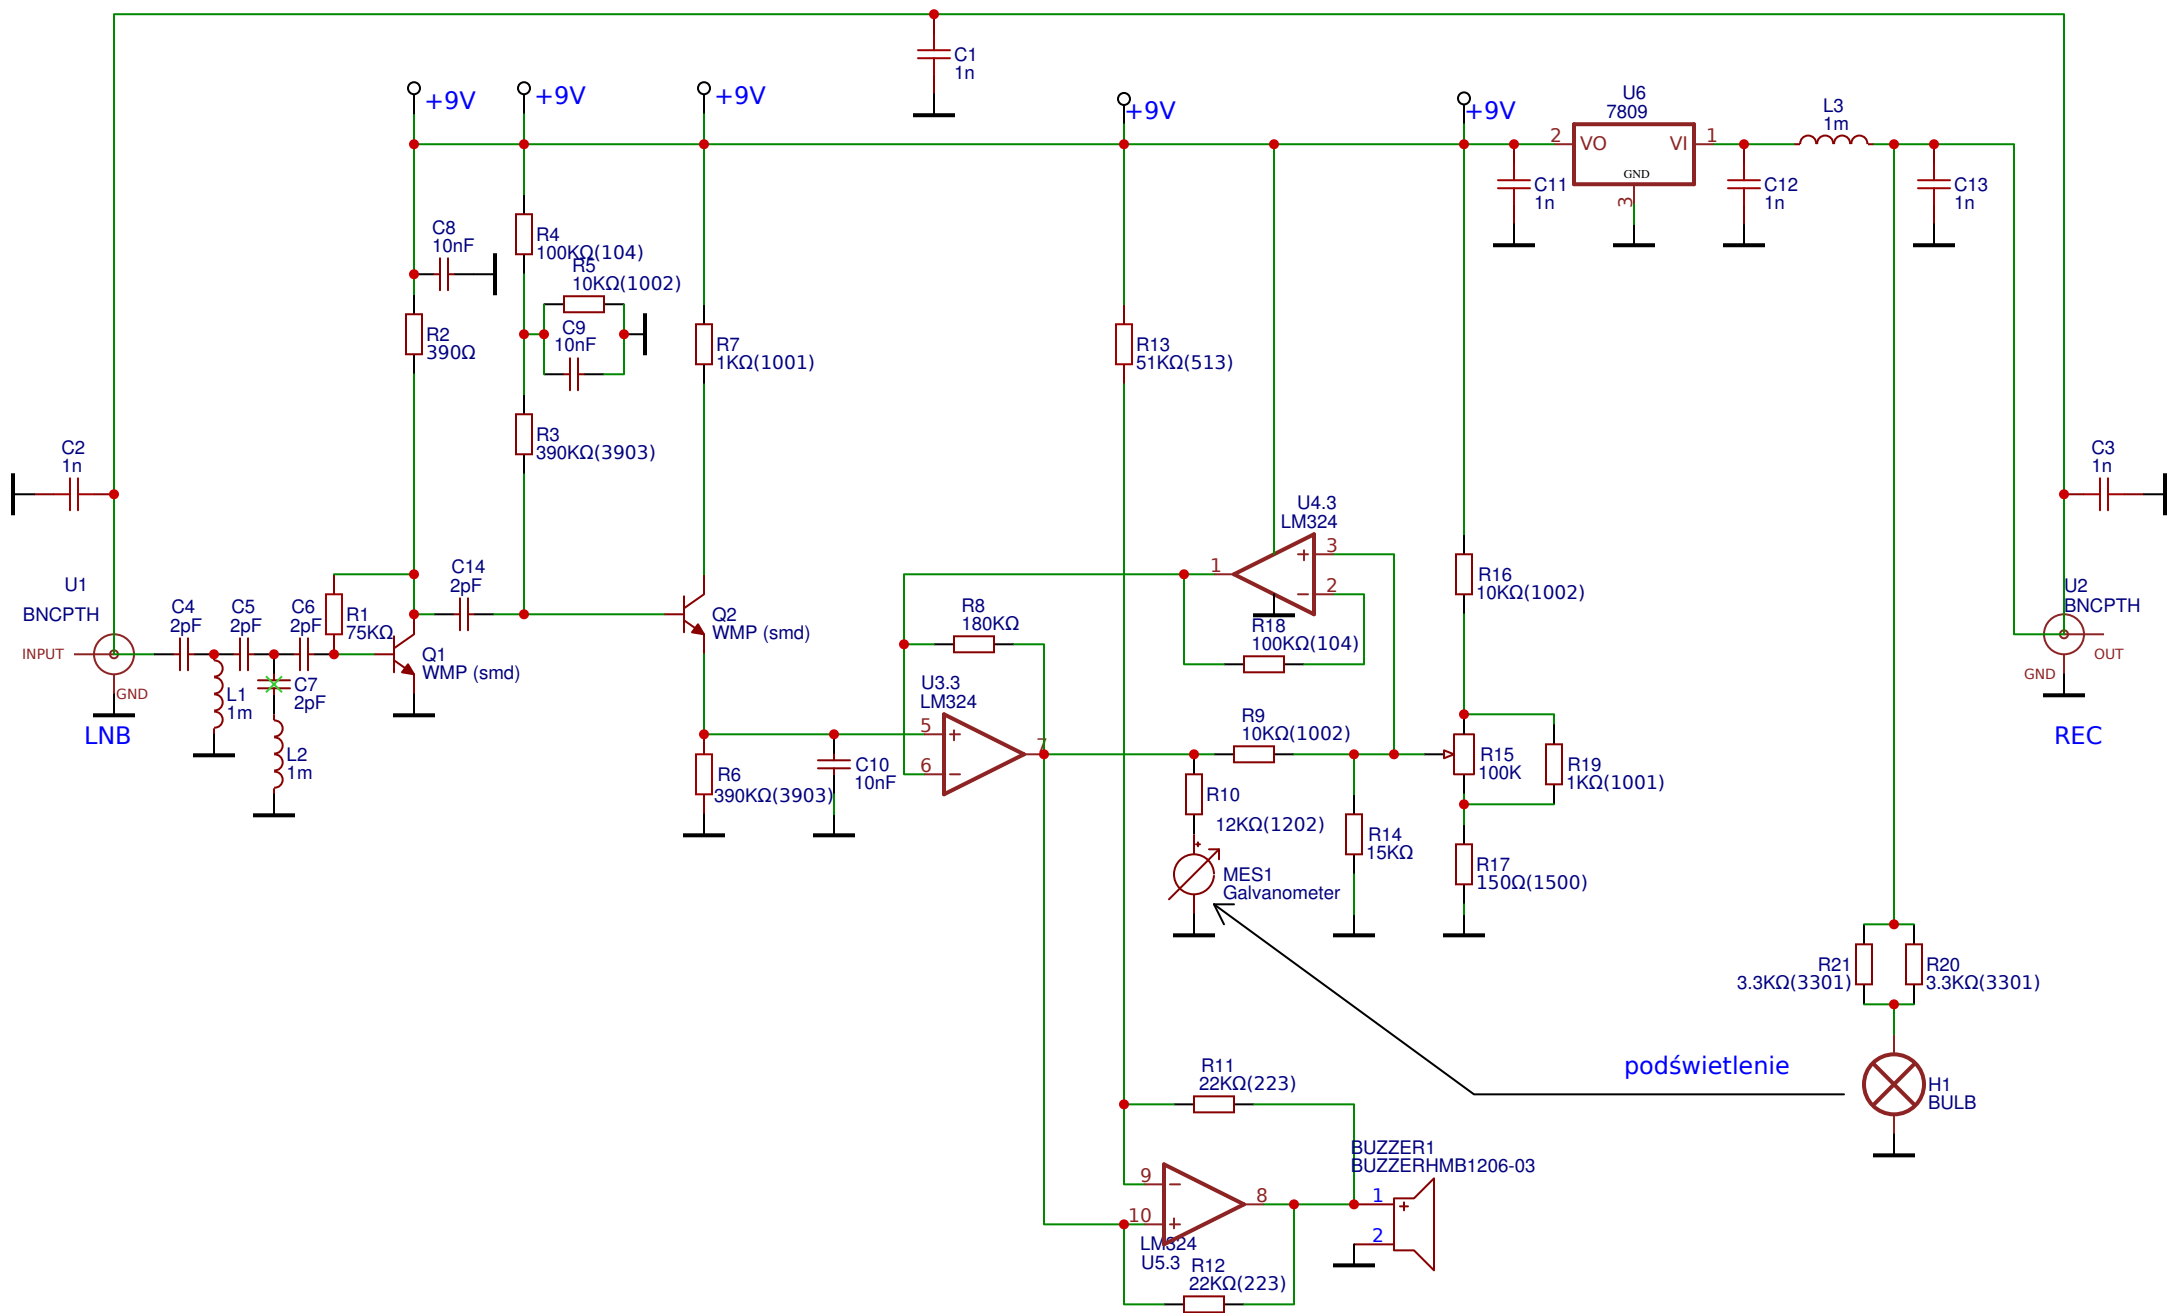 C1
1n
+9V
+9V
+9V
+9V
+9V
U6
7809
2
VO
VI
1
GND
3
L3
1m
C11
1n
C12
1n
C13
1n
C8
10nF
R4
100KΩ(104)
R5
10KΩ(1002)
C9
10nF
R2
390Ω
R7
1KΩ(1001)
R13
51KΩ(513)
R3
390KΩ(3903)
C2
1n
C3
1n
U4.3
LM324
3
+
1
2
−
R18
100KΩ(104)
R16
10KΩ(1002)
C14
2pF
U1
BNCPTH
INPUT
GND
LNB
C4
2pF
C5
2pF
C6
2pF
R1
75KΩ
Q1
WMP (smd)
C7
2pF
L1
1m
L2
1m
Q2
WMP (smd)
R8
180KΩ
U3.3
LM324
5
+
6
−
7
R6
390KΩ(3903)
C10
10nF
R9
10KΩ(1002)
R10
12KΩ(1202)
+
MES1
Galvanometer
R14
15KΩ
R15
100K
R19
1KΩ(1001)
R17
150Ω(1500)
U2
BNCPTH
OUT
GND
REC
R21
3.3KΩ(3301)
R20
3.3KΩ(3301)
podświetlenie
H1
BULB
R11
22KΩ(223)
BUZZER1
BUZZERHMB1206-03
9
−
8
10
+
1
+
2
LM324
U5.3
R12
22KΩ(223)